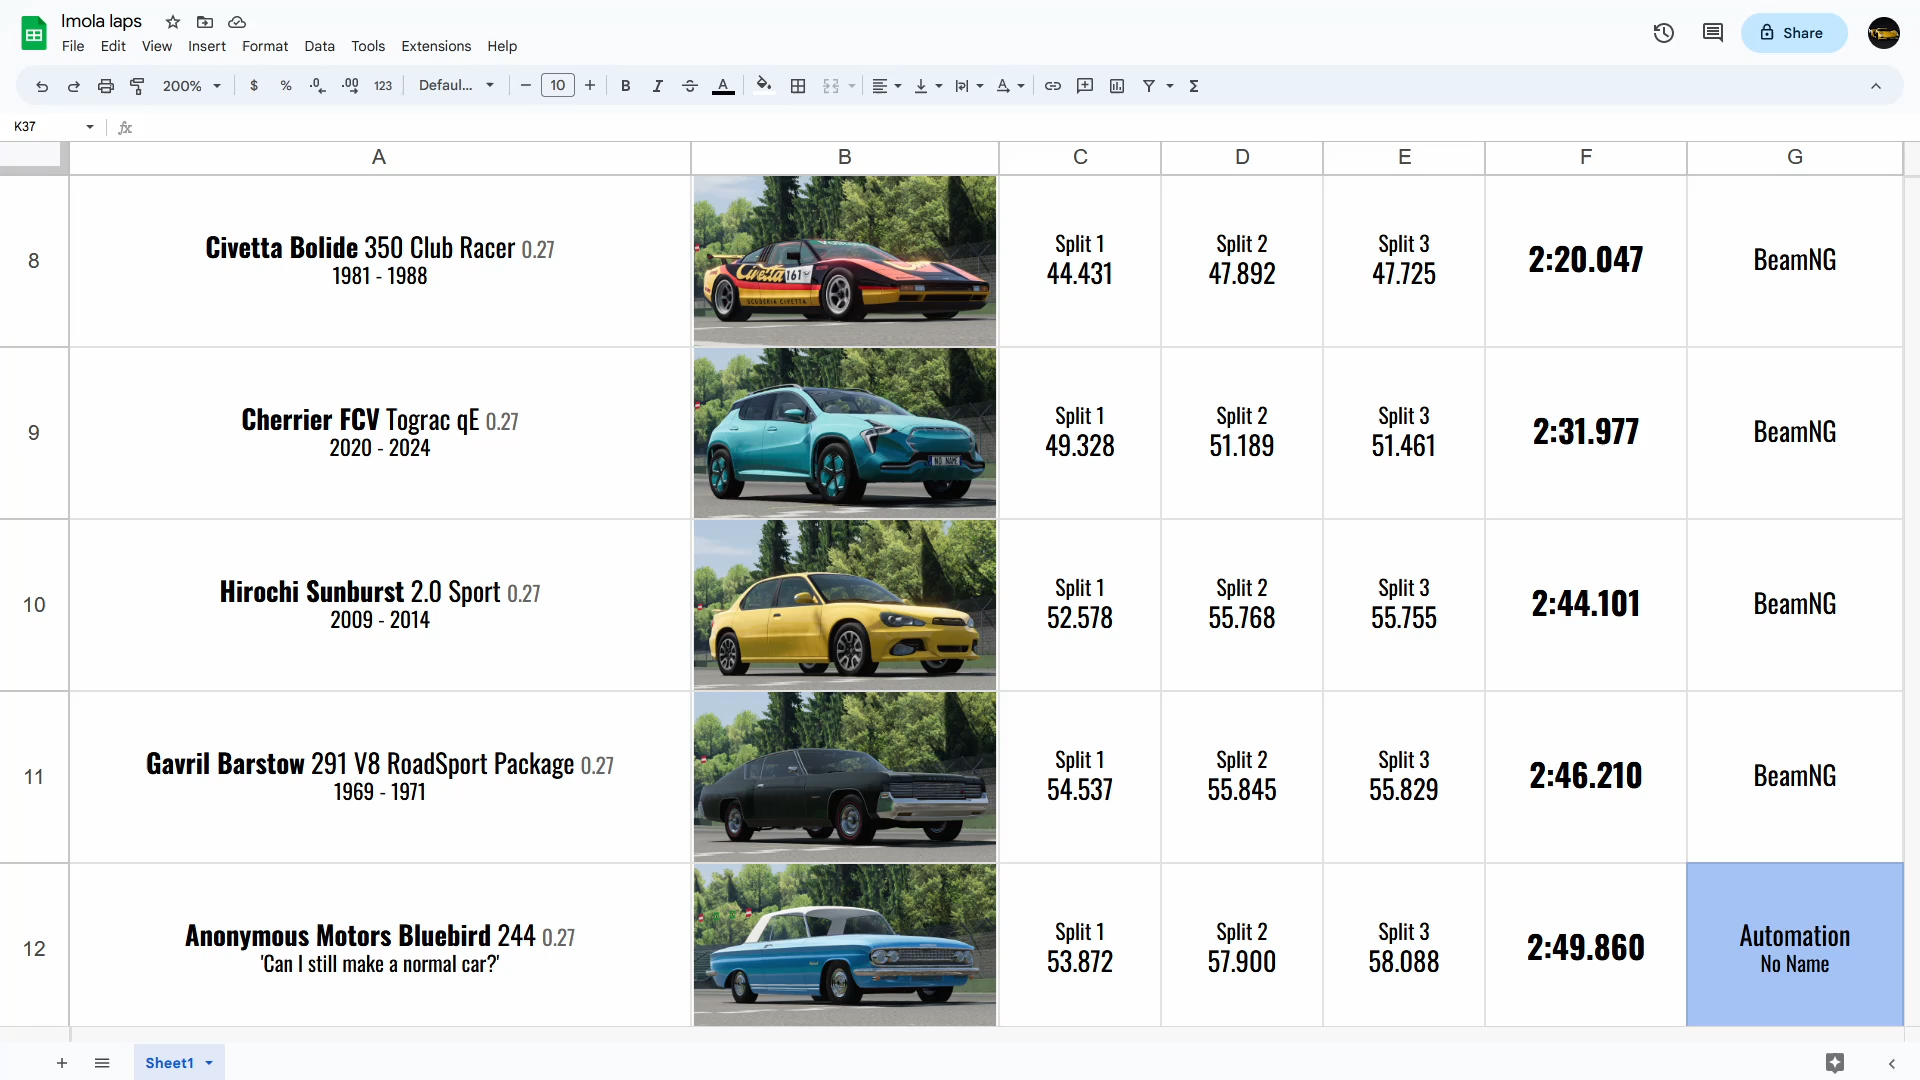 Imola laps
File Edit View Insert Format Data Tools Extensions Help
Share
200% $ % .0 .00 123 Defaul... 10 B I A Σ
K37 fx
A B C D E F G
8
Civetta Bolide 350 Club Racer 0.27
1981 - 1988
Civetta 161
SCUDERIA CIVETTA
Split 1
44.431
Split 2
47.892
Split 3
47.725
2:20.047
BeamNG
9
Cherrier FCV Tograc qE 0.27
2020 - 2024
NO NAME
Split 1
49.328
Split 2
51.189
Split 3
51.461
2:31.977
BeamNG
10
Hirochi Sunburst 2.0 Sport 0.27
2009 - 2014
Split 1
52.578
Split 2
55.768
Split 3
55.755
2:44.101
BeamNG
11
Gavril Barstow 291 V8 RoadSport Package 0.27
1969 - 1971
Split 1
54.537
Split 2
55.845
Split 3
55.829
2:46.210
BeamNG
12
Anonymous Motors Bluebird 244 0.27
'Can I still make a normal car?'
Split 1
53.872
Split 2
57.900
Split 3
58.088
2:49.860
Automation
No Name
Sheet1